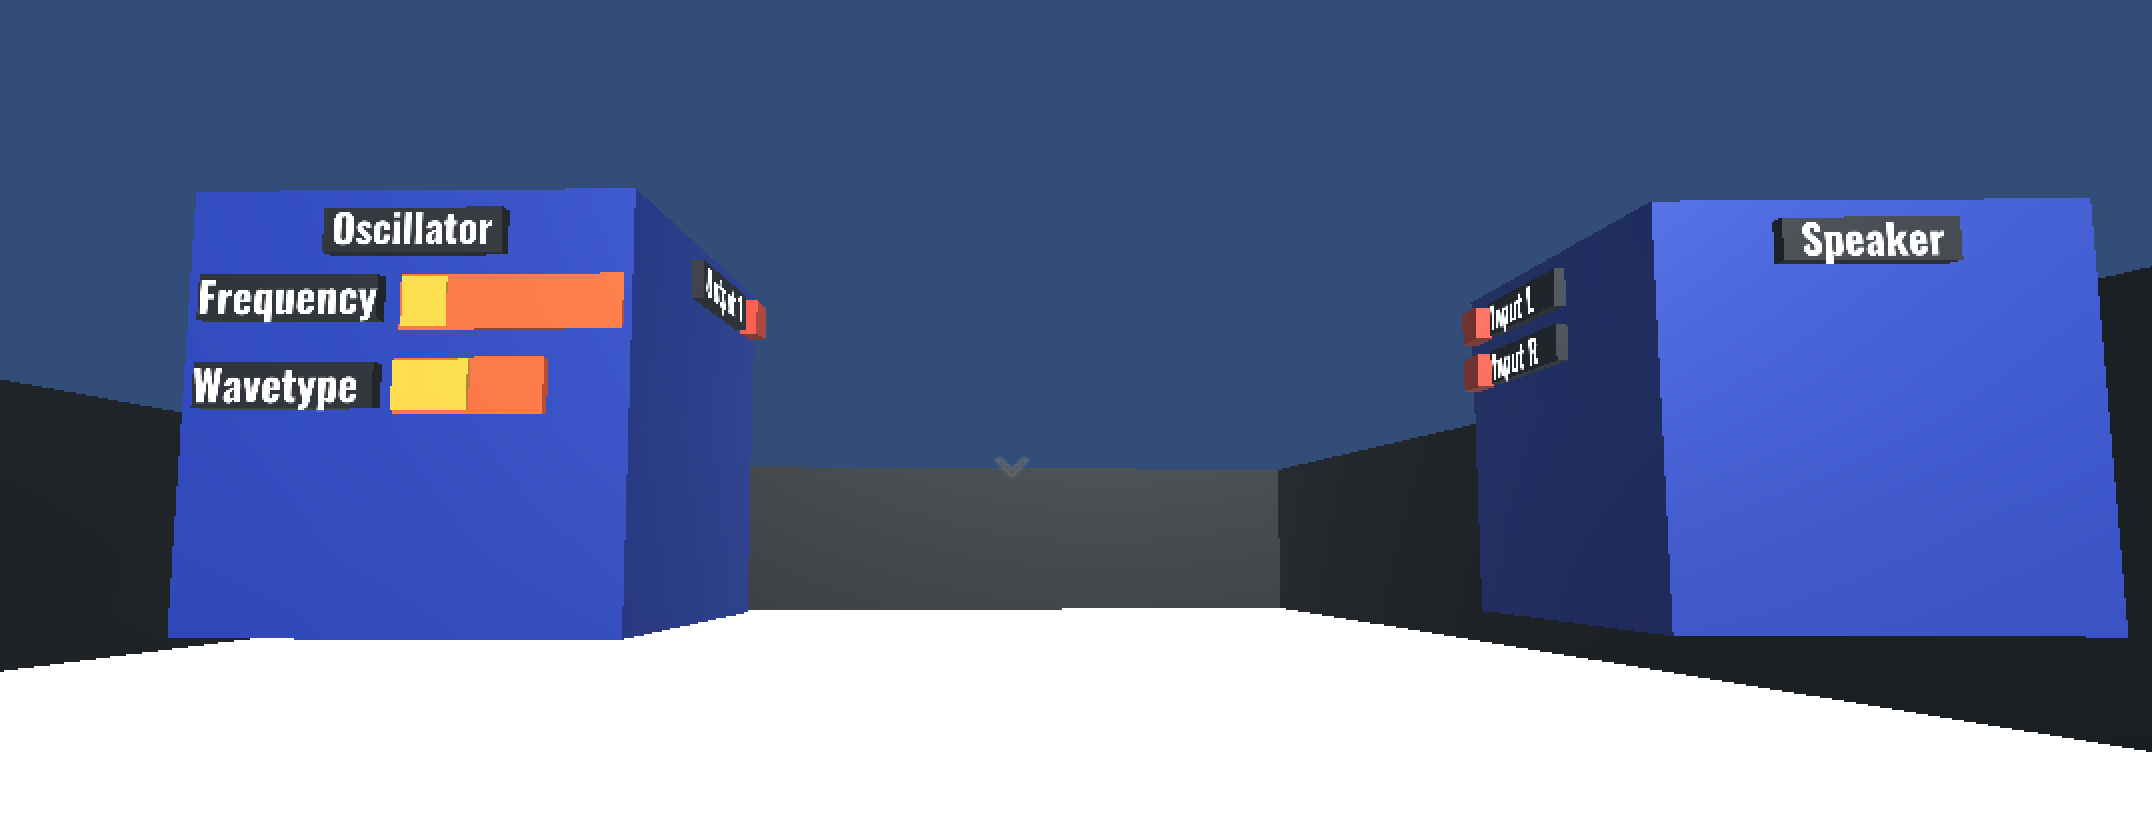 Oscillator
Frequency
Wavetype
Output 1
Speaker
Input L
Input R